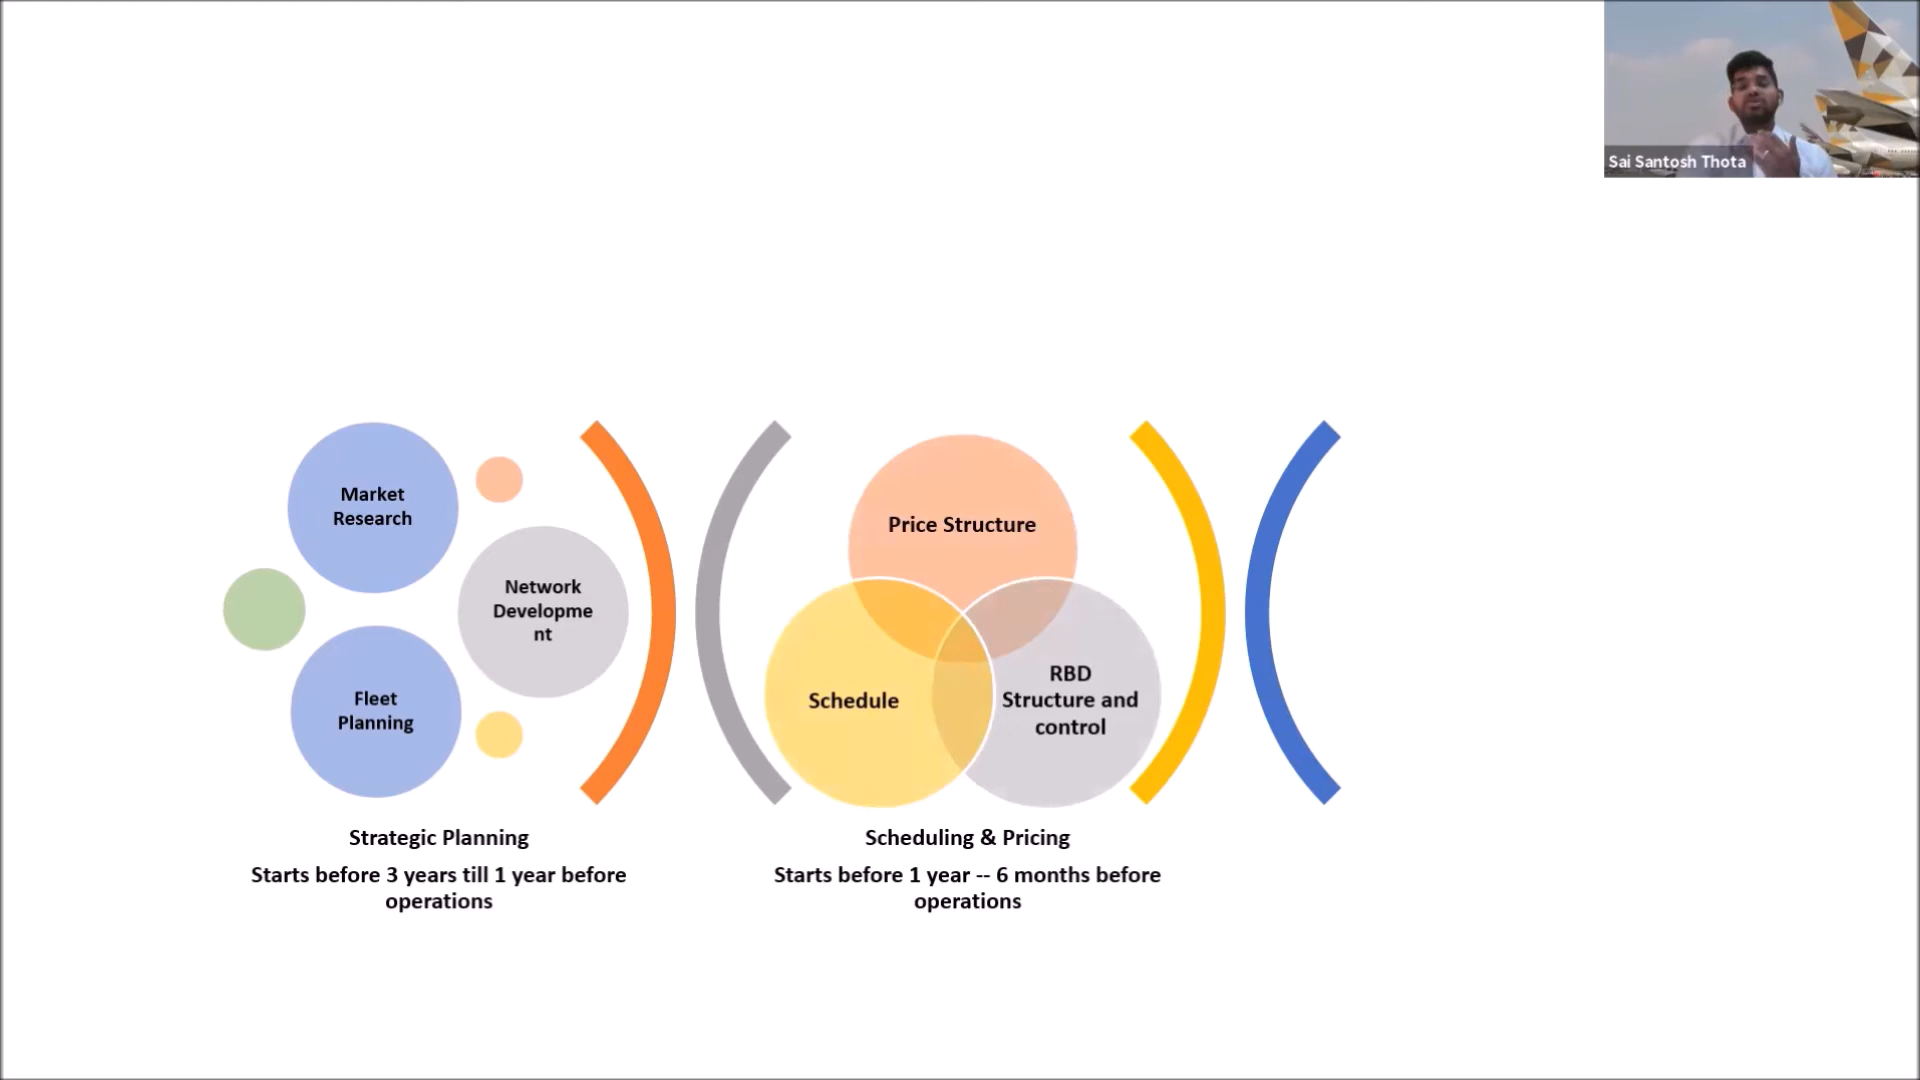 Sai Santosh Thota
Market
Research
Network
Developme
nt
Fleet
Planning
Strategic Planning
Starts before 3 years till 1 year before
operations
Price Structure
Schedule
RBD
Structure and
control
Scheduling & Pricing
Starts before 1 year -- 6 months before
operations